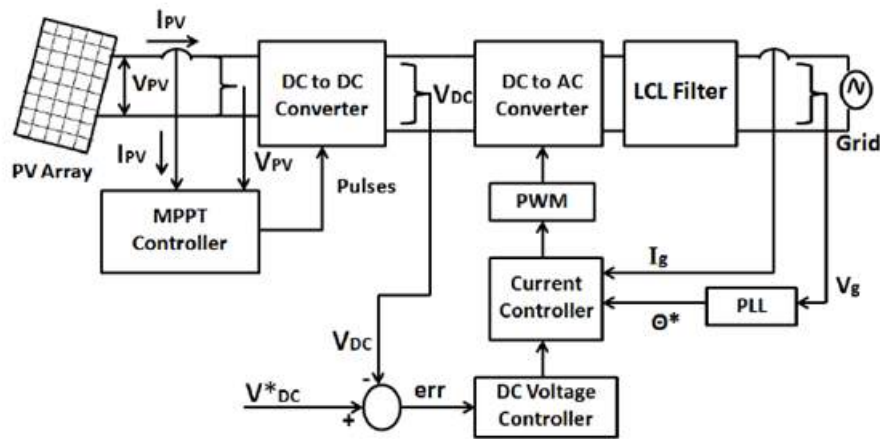 IPV
VPV
DC to DC
Converter
VDC
DC to AC
Converter
LCL Filter
Grid
PV Array
IPV
VPV
Pulses
MPPT
Controller
PWM
Current
Controller
Ig
Vg
Θ*
PLL
VDC
-
V*DC
+
err
DC Voltage
Controller